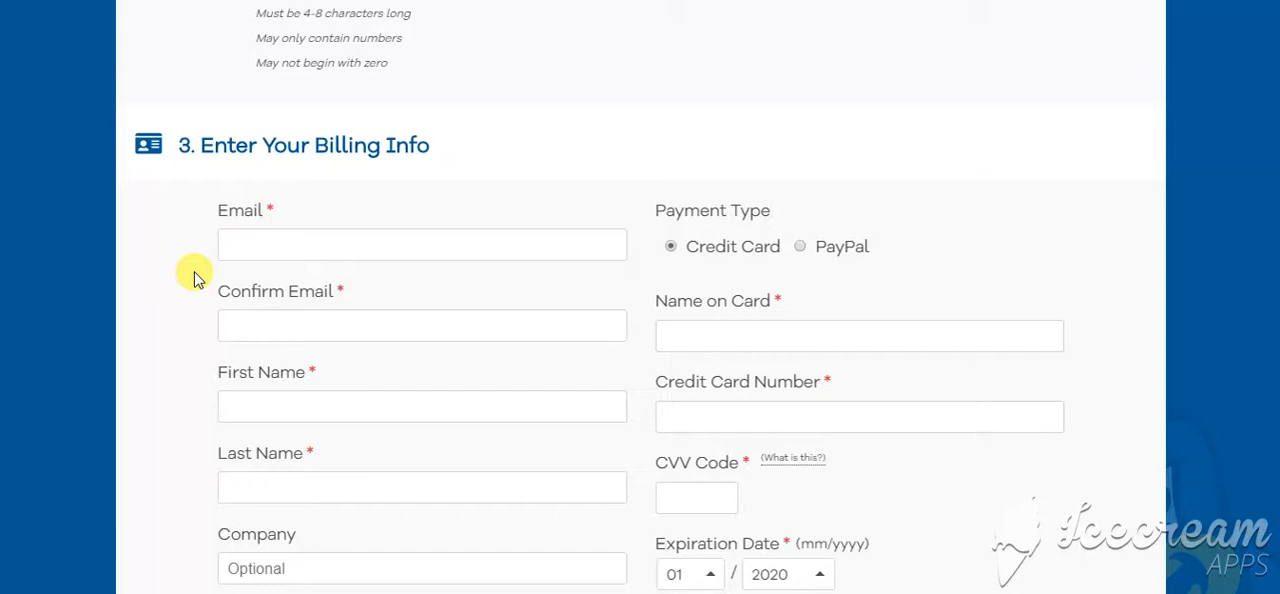 Must be 4-8 characters long
May only contain numbers
May not begin with zero
3. Enter Your Billing Info
Email *
Confirm Email *
First Name *
Last Name *
Company
Optional
Payment Type
Credit Card PayPal
Name on Card *
Credit Card Number *
CVV Code * (What is this?)
Expiration Date * (mm/yyyy)
01 / 2020
Icecream
APPS